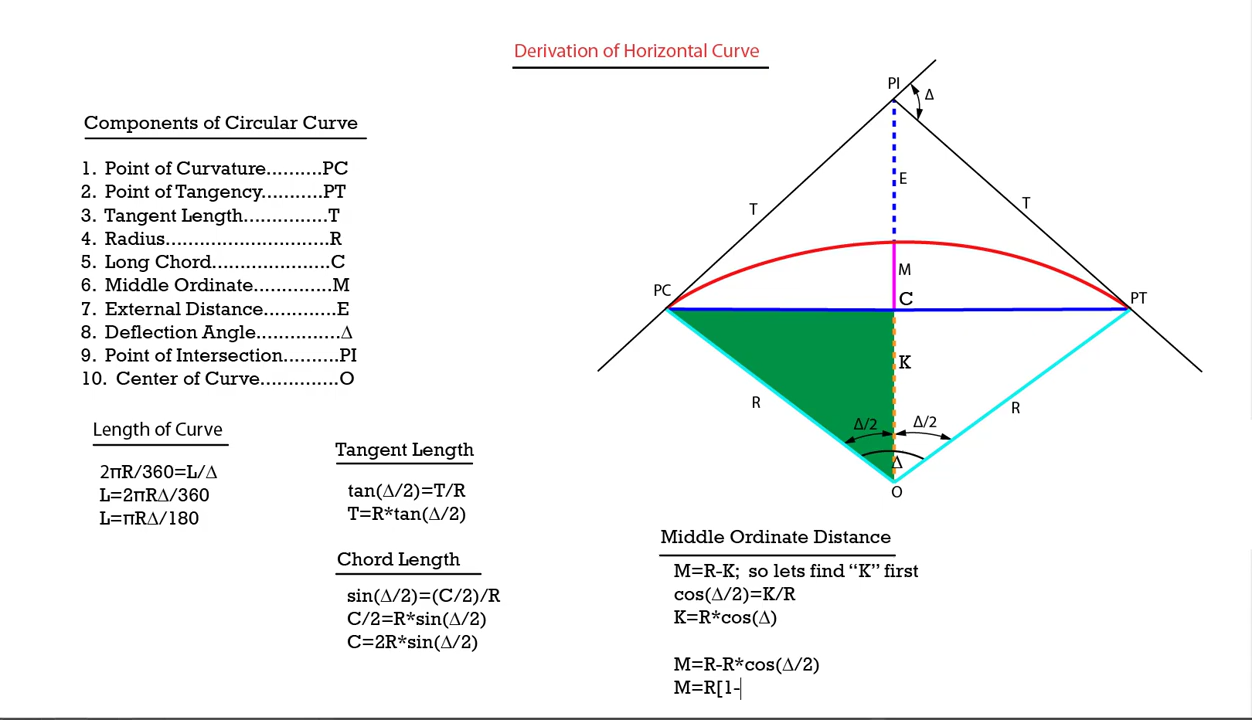 Derivation of Horizontal Curve
Components of Circular Curve
1. Point of Curvature..........PC
2. Point of Tangency...........PT
3. Tangent Length...............T
4. Radius............................R
5. Long Chord.....................C
6. Middle Ordinate..............M
7. External Distance.............E
8. Deflection Angle...............Δ
9. Point of Intersection..........PI
10. Center of Curve..............O
Length of Curve
2πR/360=L/Δ
L=2πRΔ/360
L=πRΔ/180
Tangent Length
tan(Δ/2)=T/R
T=R*tan(Δ/2)
Chord Length
sin(Δ/2)=(C/2)/R
C/2=R*sin(Δ/2)
C=2R*sin(Δ/2)
PI
Δ
E
T
T
M
PC
C
PT
K
R
R
Δ/2
Δ/2
Δ
O
Middle Ordinate Distance
M=R-K; so lets find “K” first
cos(Δ/2)=K/R
K=R*cos(Δ)
M=R-R*cos(Δ/2)
M=R[1-